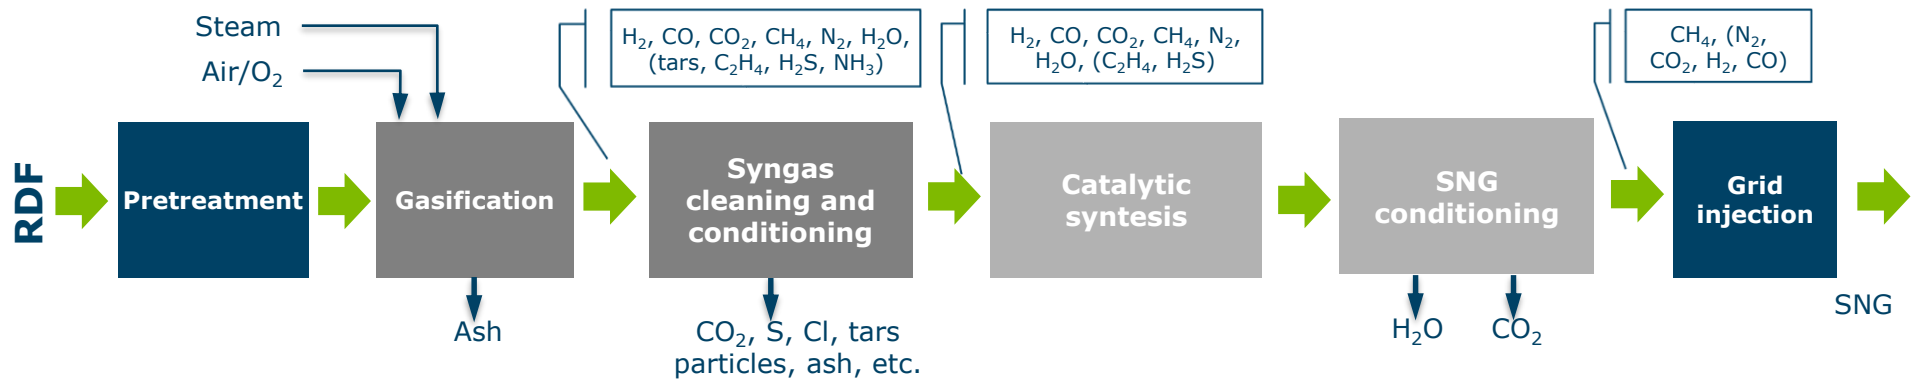 Steam
Air/O₂
H₂, CO, CO₂, CH₄, N₂, H₂O,
(tars, C₂H₄, H₂S, NH₃)
H₂, CO, CO₂, CH₄, N₂,
H₂O, (C₂H₄, H₂S)
CH₄, (N₂,
CO₂, H₂, CO)
RDF
Pretreatment
Gasification
Syngas
cleaning and
conditioning
Catalytic
syntesis
SNG
conditioning
Grid
injection
Ash
CO₂, S, Cl, tars
particles, ash, etc.
H₂O
CO₂
SNG